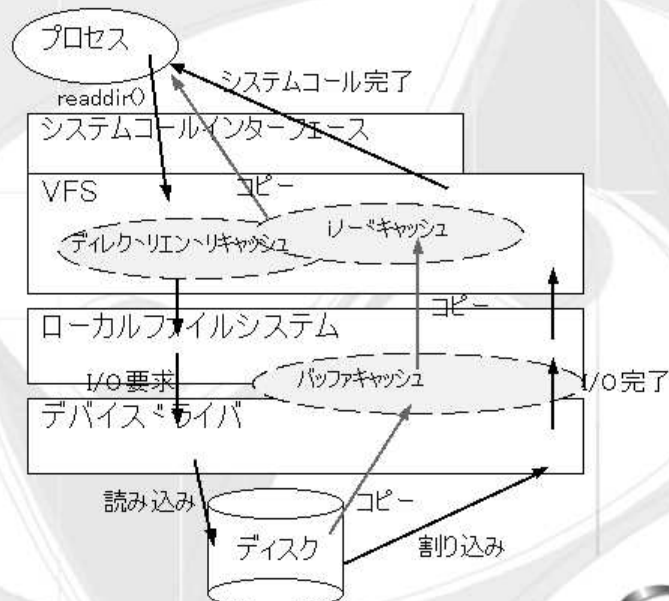 プロセス
readdir()
システムコール完了
システムコールインターフェース
VFS
コピー
ディレクトリエントリキャッシュ
iノードキャッシュ
コピー
ローカルファイルシステム
I/O要求
バッファキャッシュ
I/O完了
デバイスドライバ
読み込み
コピー
ディスク
割り込み